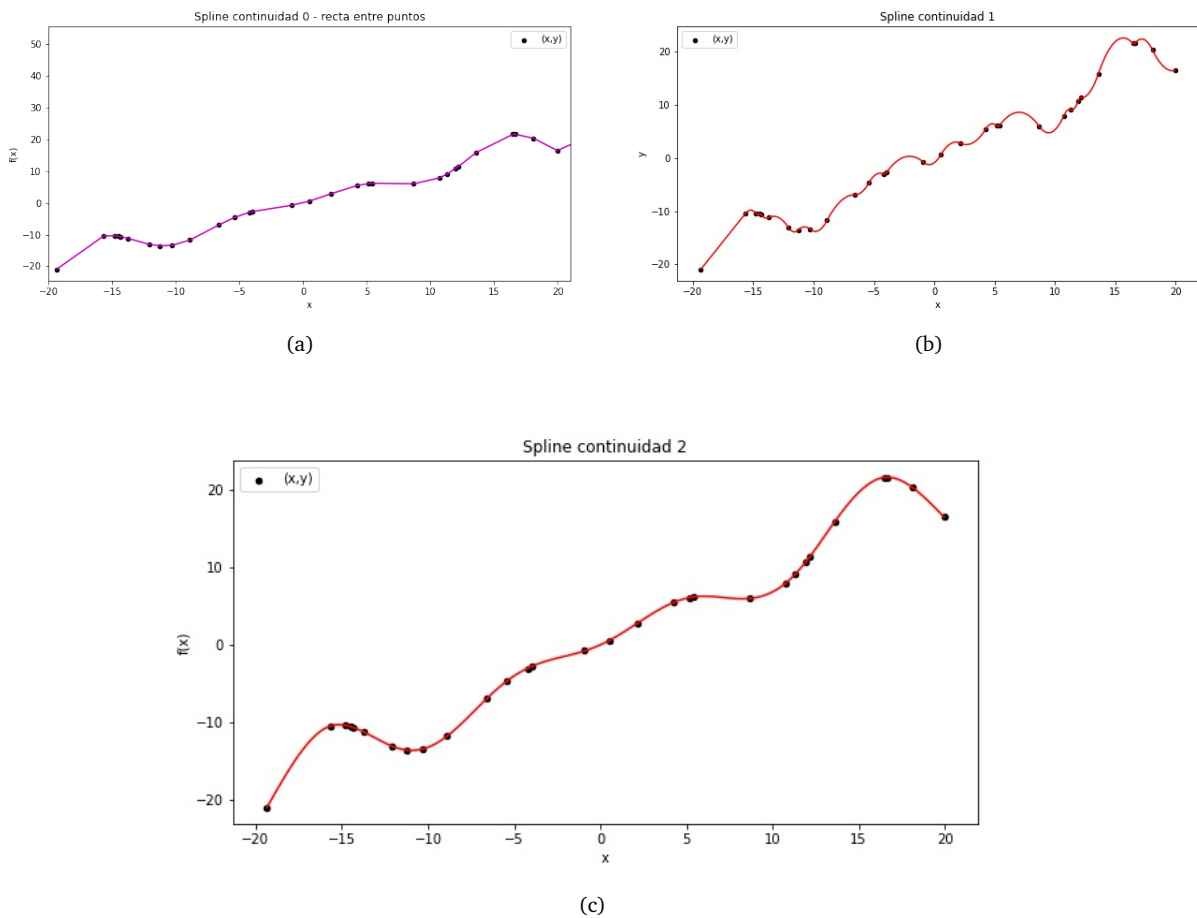 Spline continuidad 0 - recta entre puntos
(x,y)
50
40
30
20
10
0
−10
−20
f(x)
−20 −15 −10 −5 0 5 10 15 20
x
(a)
Spline continuidad 1
(x,y)
20
10
0
−10
−20
y
−20 −15 −10 −5 0 5 10 15 20
x
(b)
Spline continuidad 2
(x,y)
20
10
0
−10
−20
f(x)
−20 −15 −10 −5 0 5 10 15 20
x
(c)